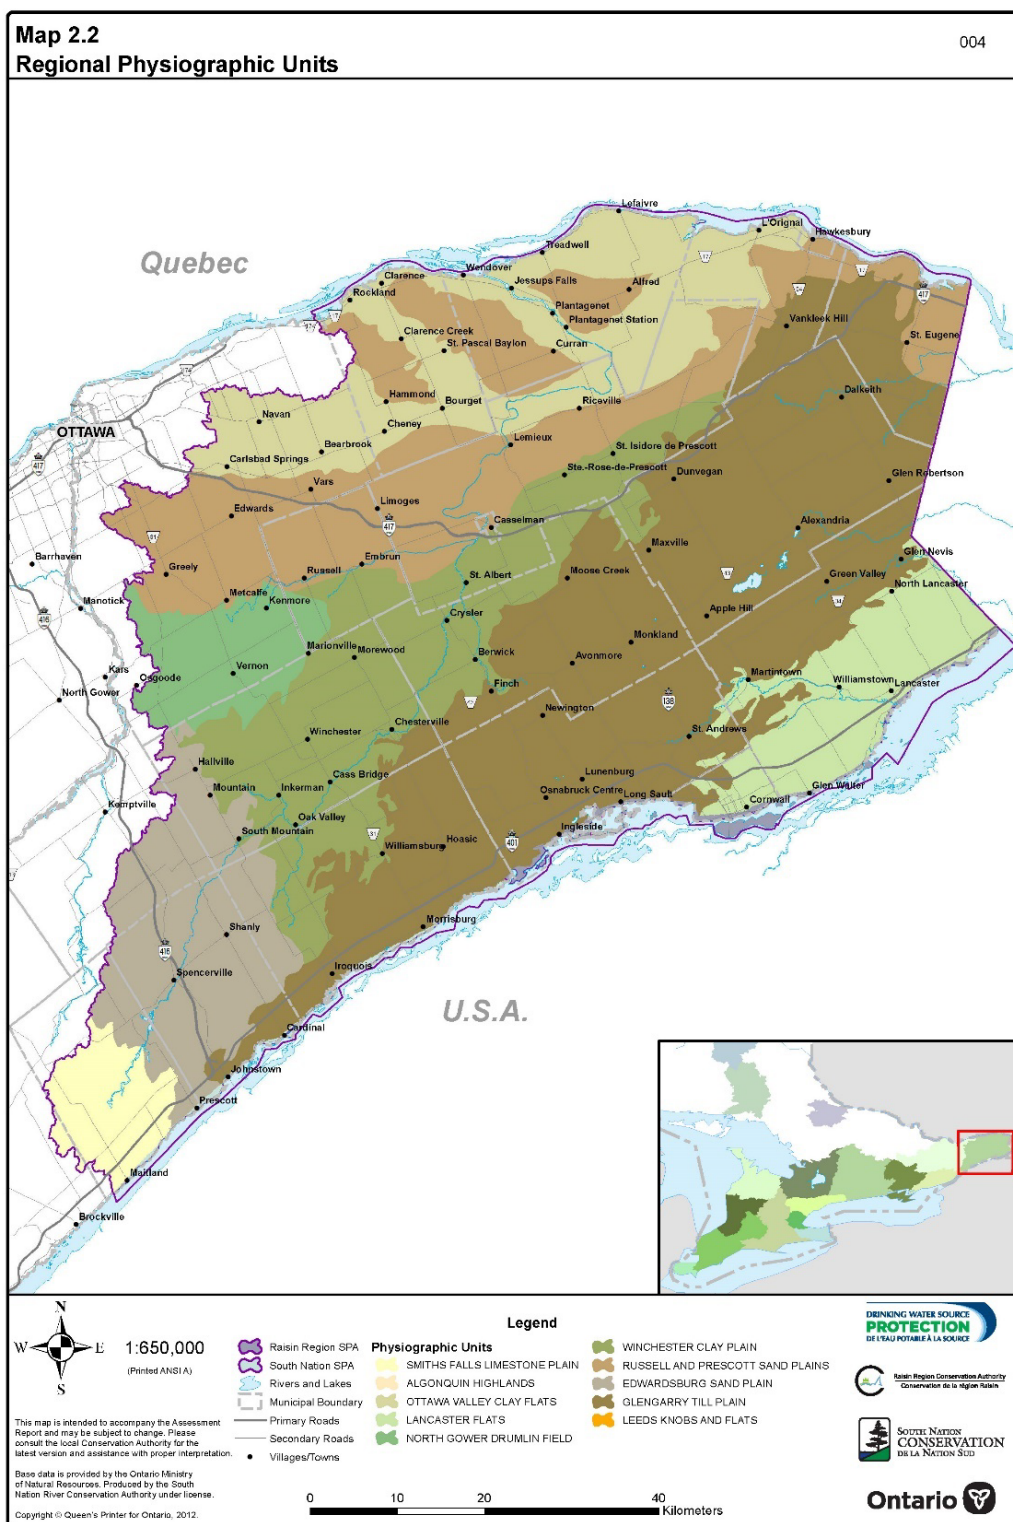 Map 2.2
004
Regional Physiographic Units
Quebec
Lefaivre
L'Orignal
Hawkesbury
Treadwell
Wendover
Clarence
Jessups Falls
Alfred
Rockland
Plantagenet
Plantagenet Station
Vankleek Hill
Clarence Creek
St. Pascal Baylon
Curran
St. Eugene
Dalkeith
Hammond
Bourget
Riceville
Navan
Cheney
OTTAWA
Bearbrook
Lemieux
St. Isidore de Prescott
Carlsbad Springs
Ste.-Rose-de-Prescott
Dunvegan
Glen Robertson
Vars
Limoges
Edwards
Casselman
Alexandria
417
417
417
Maxville
Glen Nevis
Barrhaven
Embrun
Greely
Russell
St. Albert
Moose Creek
Green Valley
North Lancaster
Manotick
Metcalfe
Kenmore
Crysler
Apple Hill
416
Marionville
Morewood
Monkland
Berwick
Avonmore
Kars
Osgoode
Vernon
Martintown
Williamstown
Lancaster
North Gower
Finch
138
Newington
Chesterville
Winchester
St. Andrews
Hallville
Cass Bridge
Lunenburg
Mountain
Inkerman
Osnabruck Centre
Long Sault
Glen Walter
Kemptville
Cornwall
Oak Valley
South Mountain
31
Ingleside
Hoasic
401
Williamsburg
Morrisburg
Shanly
416
Spencerville
Iroquois
U.S.A.
Cardinal
Johnstown
Prescott
Maitland
Brockville
N
W
E
S
1:650,000
(Printed ANSI A)
Legend
Raisin Region SPA
South Nation SPA
Rivers and Lakes
Municipal Boundary
Primary Roads
Secondary Roads
Villages/Towns
Physiographic Units
SMITHS FALLS LIMESTONE PLAIN
ALGONQUIN HIGHLANDS
OTTAWA VALLEY CLAY FLATS
LANCASTER FLATS
NORTH GOWER DRUMLIN FIELD
WINCHESTER CLAY PLAIN
RUSSELL AND PRESCOTT SAND PLAINS
EDWARDSBURG SAND PLAIN
GLENGARRY TILL PLAIN
LEEDS KNOBS AND FLATS
This map is intended to accompany the Assessment
Report and may be subject to change. Please
consult the local Conservation Authority for the
latest version and assistance with proper interpretation.
Base data is provided by the Ontario Ministry
of Natural Resources. Produced by the South
Nation River Conservation Authority under license.
Copyright © Queen's Printer for Ontario, 2012.
0
10
20
40
Kilometers
DRINKING WATER SOURCE
PROTECTION
DE L'EAU POTABLE À LA SOURCE
Raisin Region Conservation Authority
Conservation de la région Raisin
SOUTH NATION
CONSERVATION
DE LA NATION SUD
Ontario